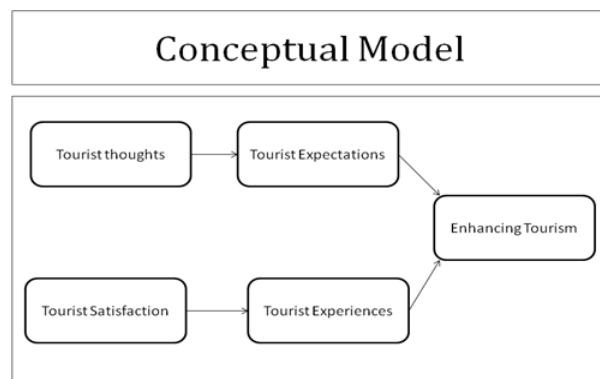 Conceptual Model
Tourist thoughts
Tourist Expectations
Enhancing Tourism
Tourist Satisfaction
Tourist Experiences